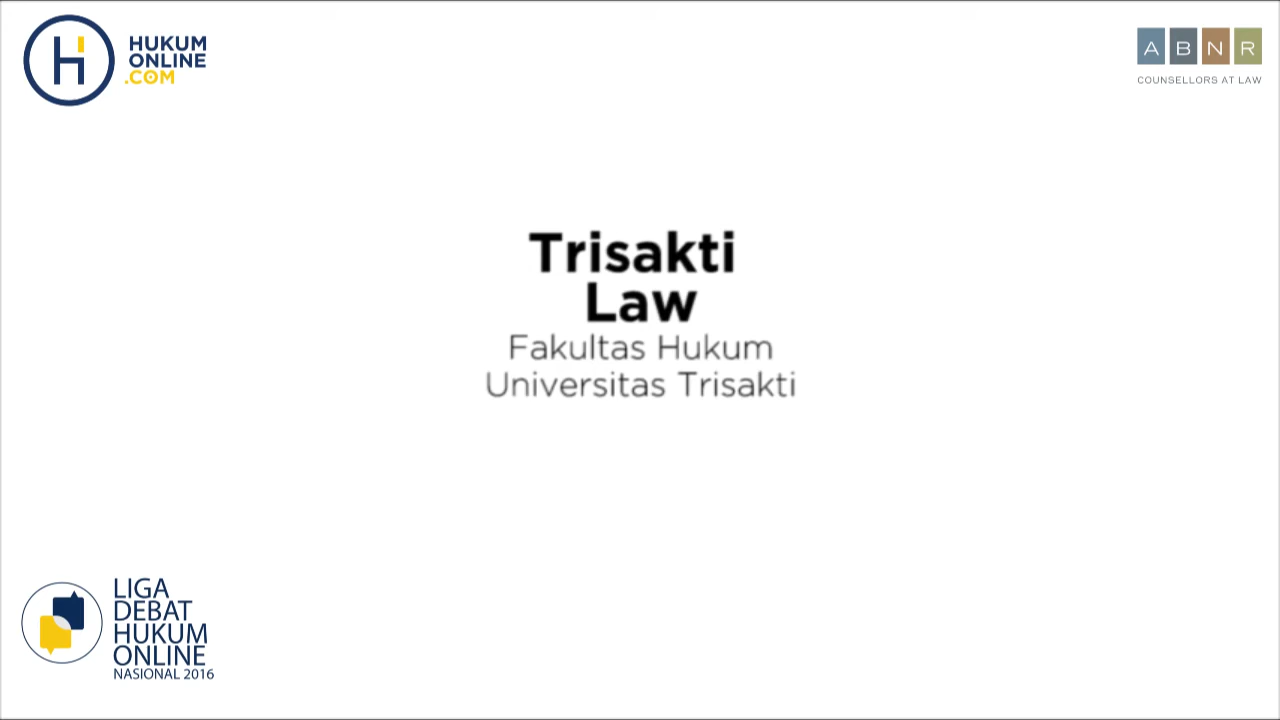 HUKUM
ONLINE
.COM
A B N R
COUNSELLORS AT LAW
Trisakti
Law
Fakultas Hukum
Universitas Trisakti
LIGA
DEBAT
HUKUM
ONLINE
NASIONAL 2016